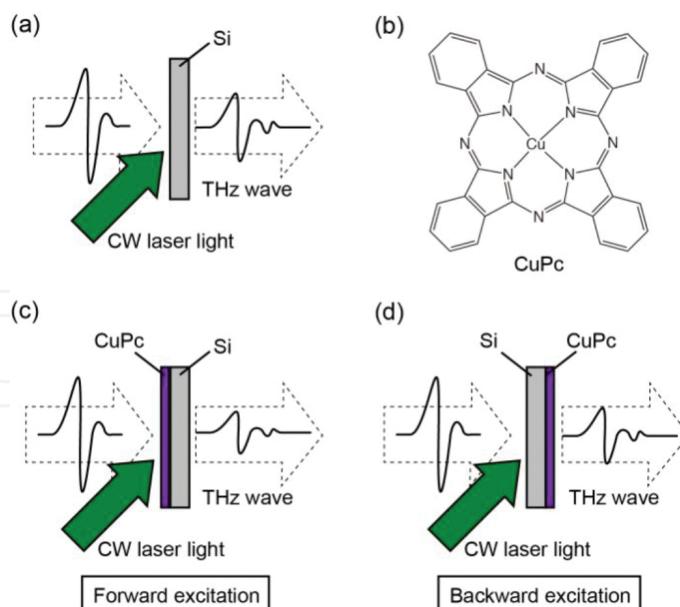 (a)
Si
THz wave
CW laser light
(b)
N
N
N
N
Cu
N
N
N
N
CuPc
(c)
CuPc
Si
THz wave
CW laser light
Forward excitation
(d)
Si
CuPc
THz wave
CW laser light
Backward excitation